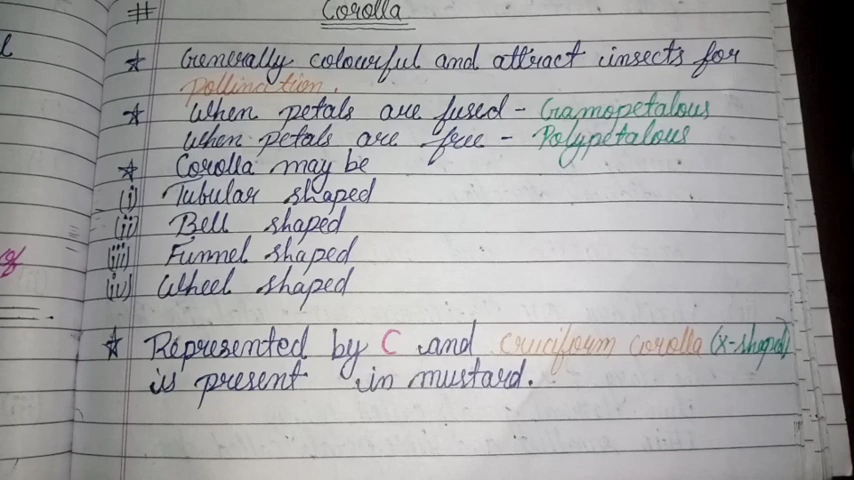 # Corolla
★ Generally colourful and attract insects for
Pollination.
★ When petals are fused - Gamopetalous
When petals are free - Polypetalous
★ Corolla may be
(i) Tubular shaped
(ii) Bell shaped
(iii) Funnel shaped
(iv) Wheel shaped
★ Represented by C and cruciform corolla (x-shaped)
is present in mustard.